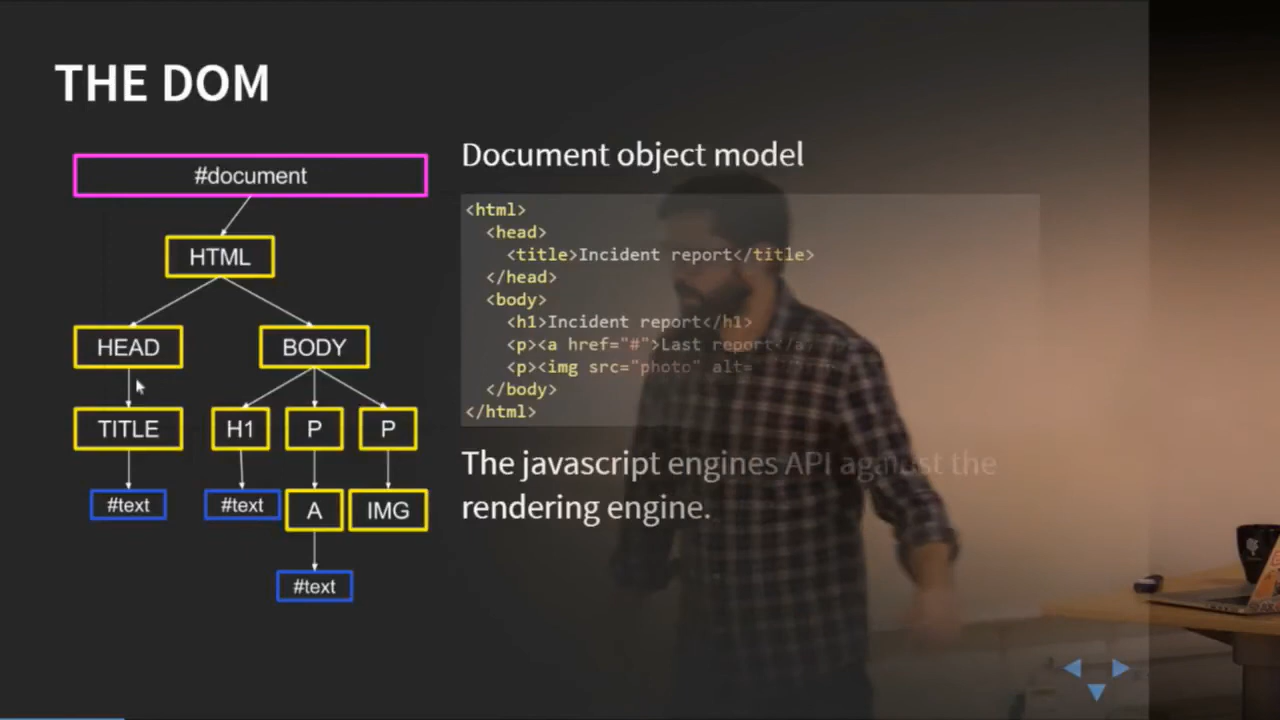 THE DOM
#document
HTML
HEAD
BODY
TITLE
H1
P
P
#text
#text
A
IMG
#text
Document object model
<html>
<head>
<title>Incident report</title>
</head>
<body>
<h1>Incident report</h1>
<p><a href="#">Last report</a
<p><img src="photo" alt=
</body>
</html>
The javascript engines API against the
rendering engine.